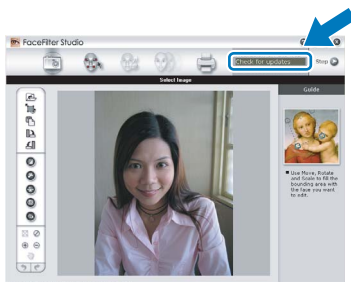 FaceFilter Studio
Check for updates
Step
Select Image
Guide
Use Move, Rotate
and Scale to fill the
bounding area with
the face you want
to edit.